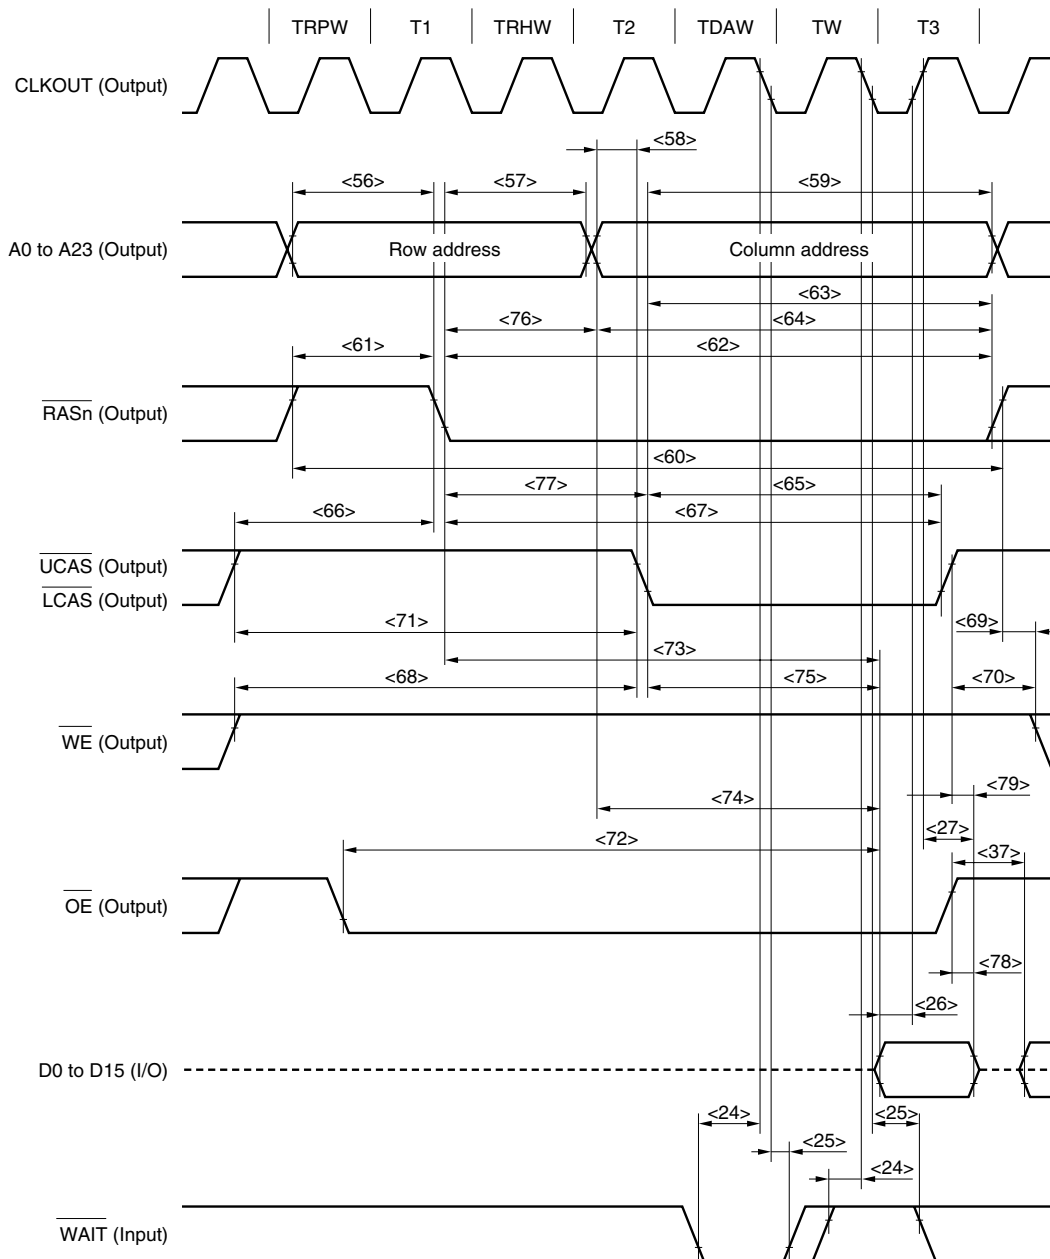 TRPW T1 TRHW T2 TDAW TW T3
CLKOUT (Output)
<58>
<56> <57> <59>
A0 to A23 (Output) Row address Column address
<63>
<76> <64>
<61> <62>
RASn (Output)
<60>
<77> <65>
<66> <67>
UCAS (Output)
LCAS (Output)
<71> <69>
<73>
<68> <75> <70>
WE (Output)
<74> <79>
<27>
<72> <37>
OE (Output)
<78>
<26>
D0 to D15 (I/O)
<24> <25>
<25>
<24>
WAIT (Input)